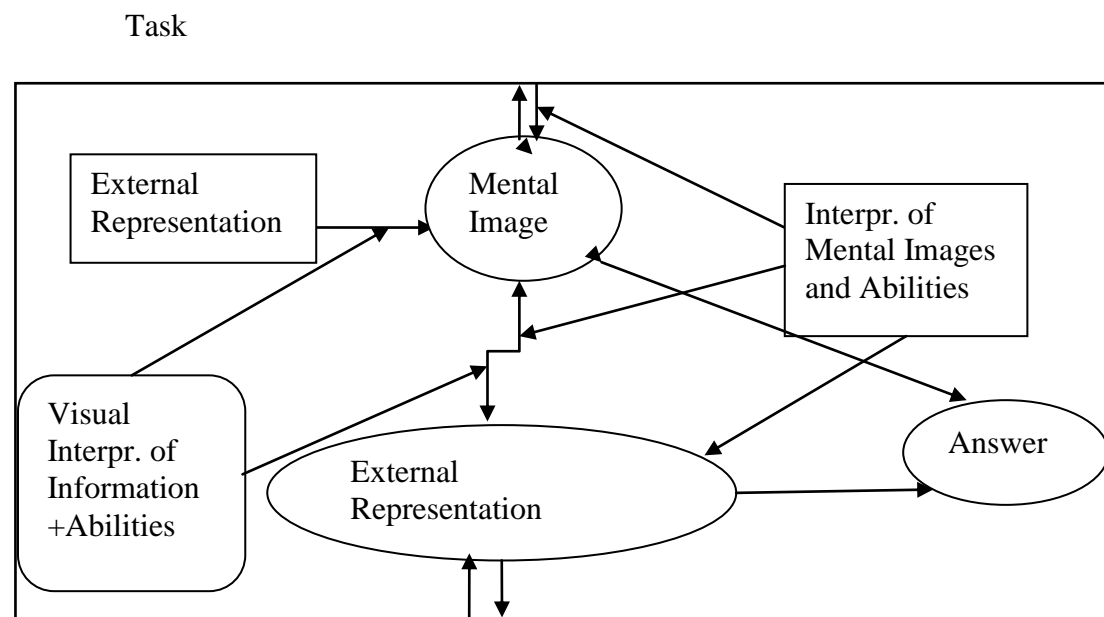 Task
External
Representation
Mental
Image
Interpr. of
Mental Images
and Abilities
Visual
Interpr. of
Information
+Abilities
External
Representation
Answer